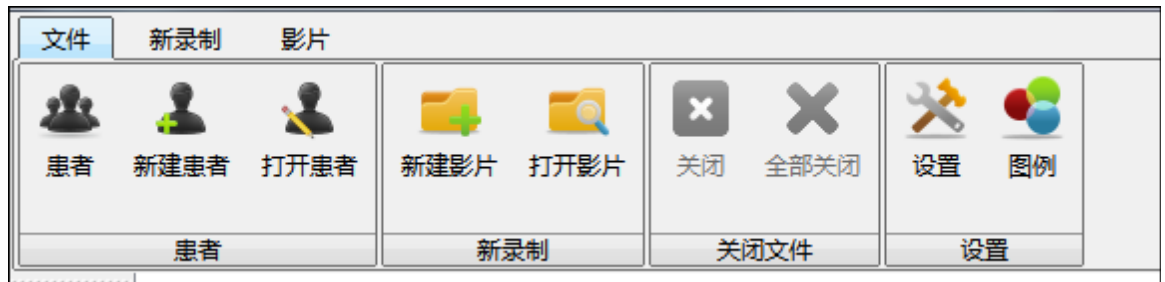 文件 新录制 影片
患者 新建患者 打开患者 新建影片 打开影片 关闭 全部关闭 设置 图例
患者 新录制 关闭文件 设置